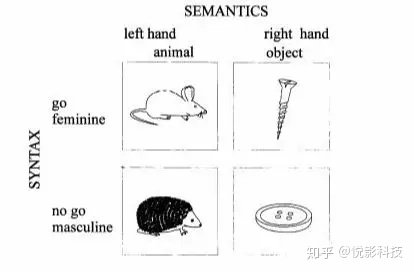 SEMANTICS
left hand right hand
animal object
go
feminine
SYNTAX
no go
masculine
知乎 @悦影科技